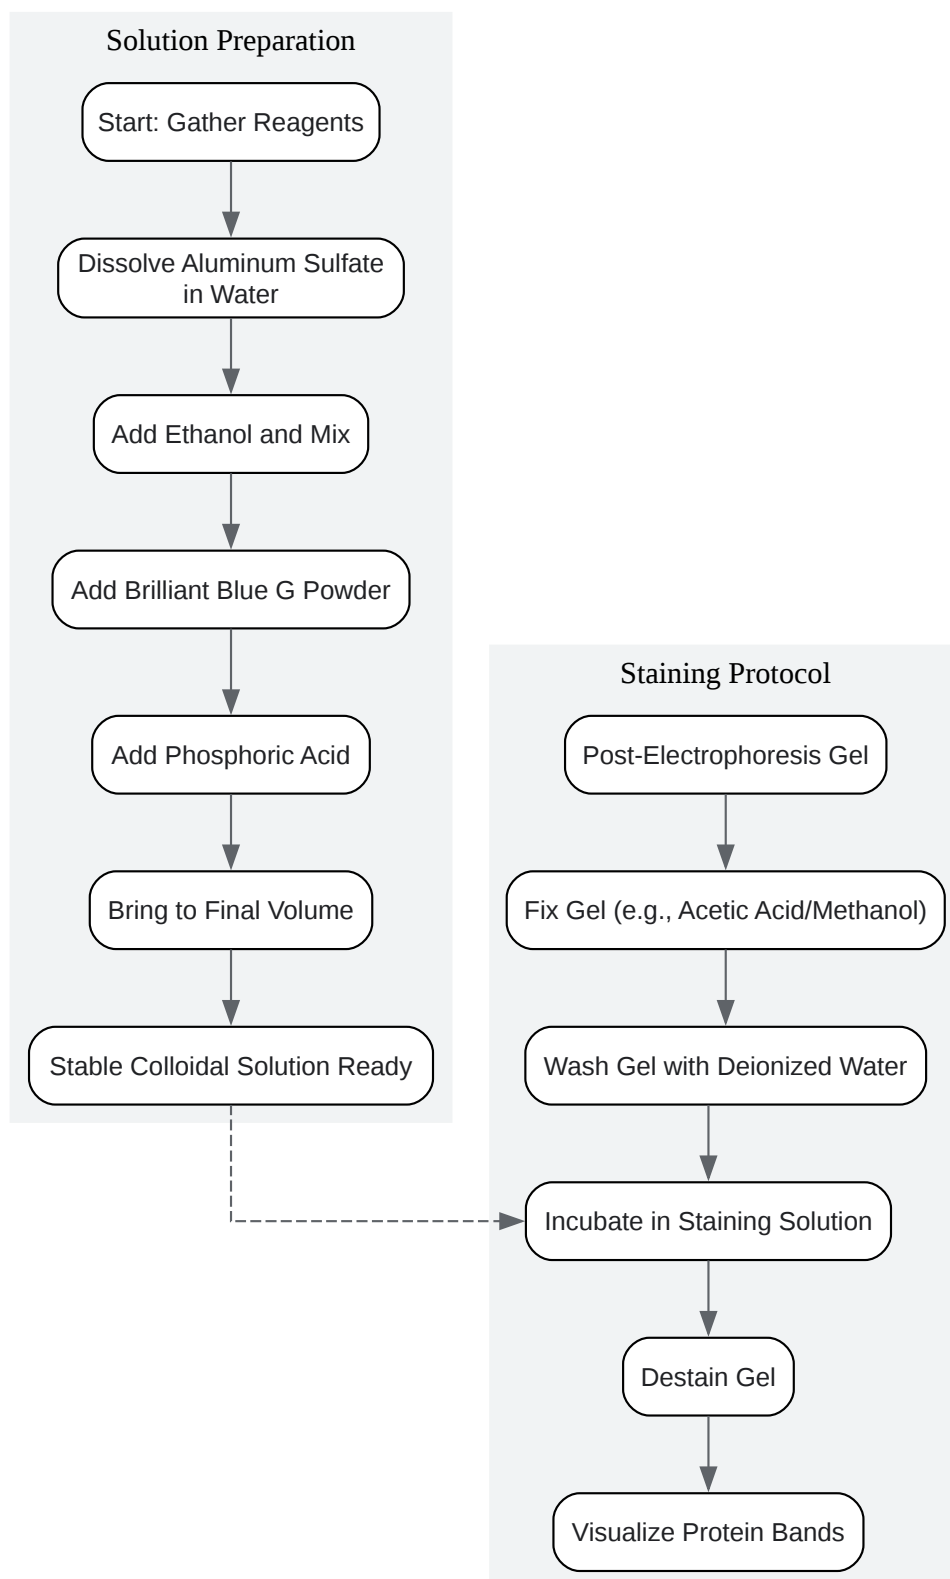 Solution Preparation
Start: Gather Reagents
Dissolve Aluminum Sulfate
in Water
Add Ethanol and Mix
Add Brilliant Blue G Powder
Add Phosphoric Acid
Bring to Final Volume
Stable Colloidal Solution Ready
Staining Protocol
Post-Electrophoresis Gel
Fix Gel (e.g., Acetic Acid/Methanol)
Wash Gel with Deionized Water
Incubate in Staining Solution
Destain Gel
Visualize Protein Bands